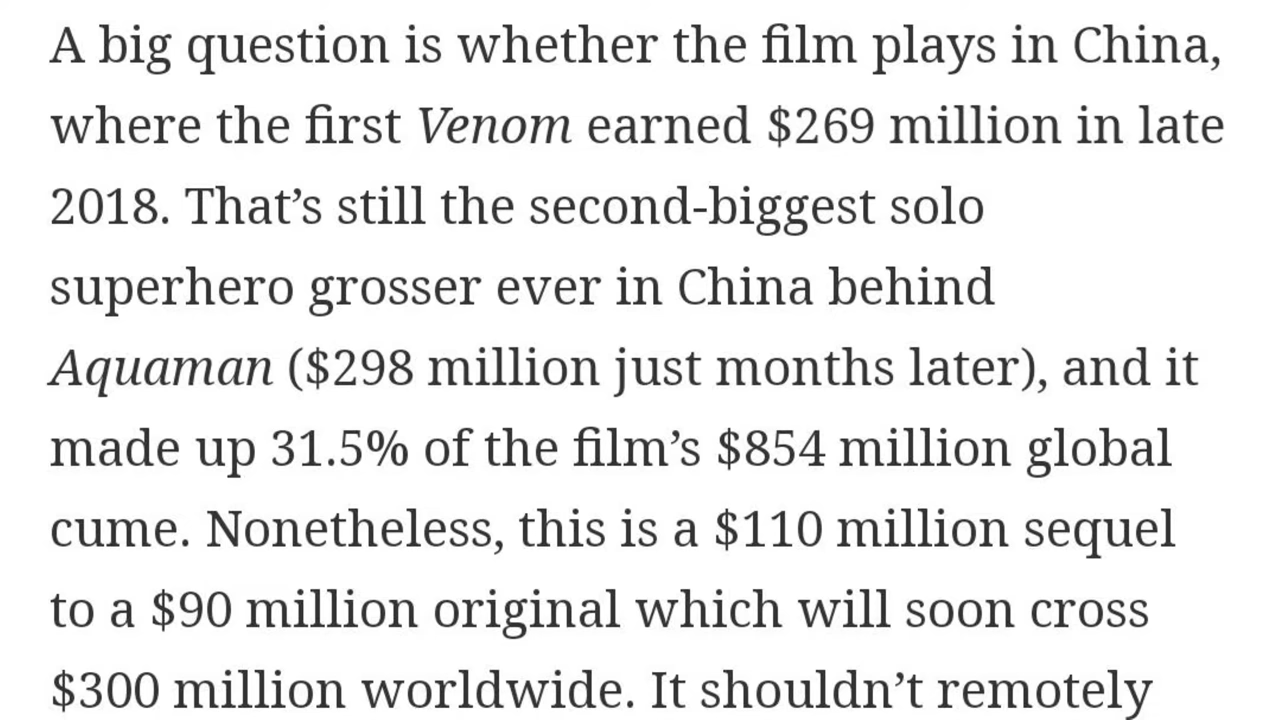 A big question is whether the film plays in China,
where the first Venom earned $269 million in late
2018. That’s still the second-biggest solo
superhero grosser ever in China behind
Aquaman ($298 million just months later), and it
made up 31.5% of the film’s $854 million global
cume. Nonetheless, this is a $110 million sequel
to a $90 million original which will soon cross
$300 million worldwide. It shouldn’t remotely